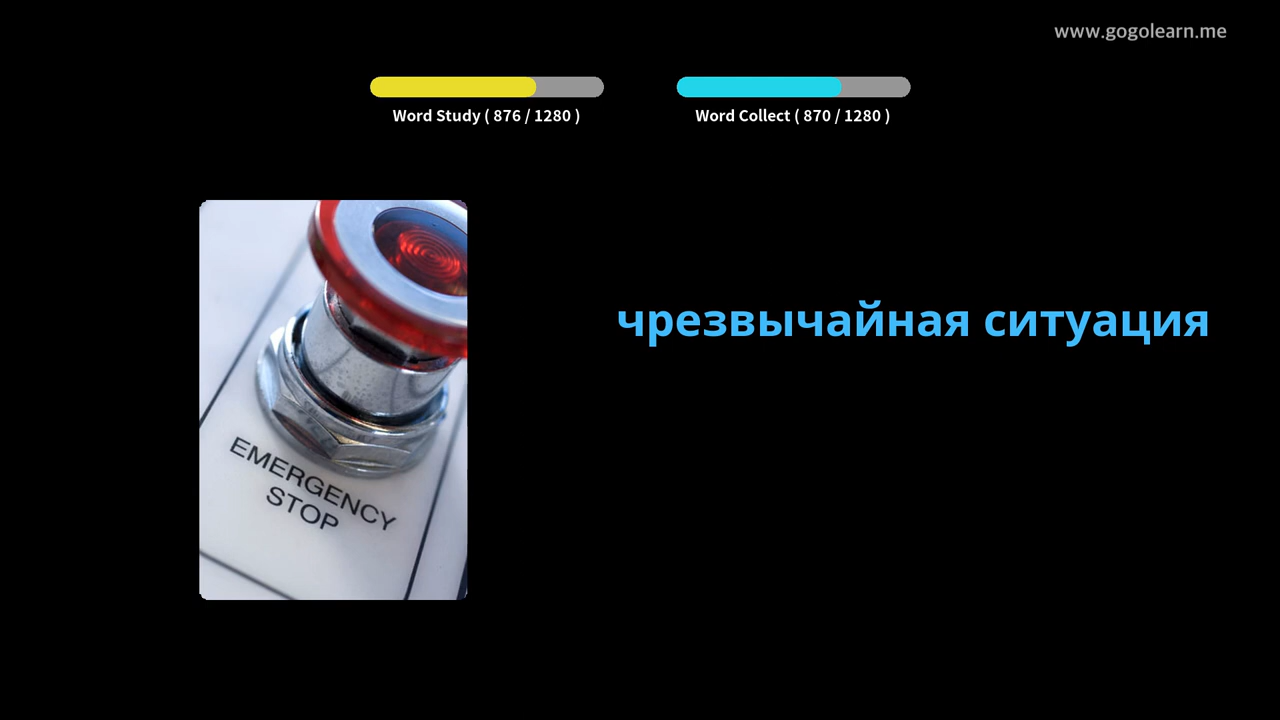 www.gogolearn.me
Word Study ( 876 / 1280 )
Word Collect ( 870 / 1280 )
чрезвычайная ситуация
EMERGENCY
STOP